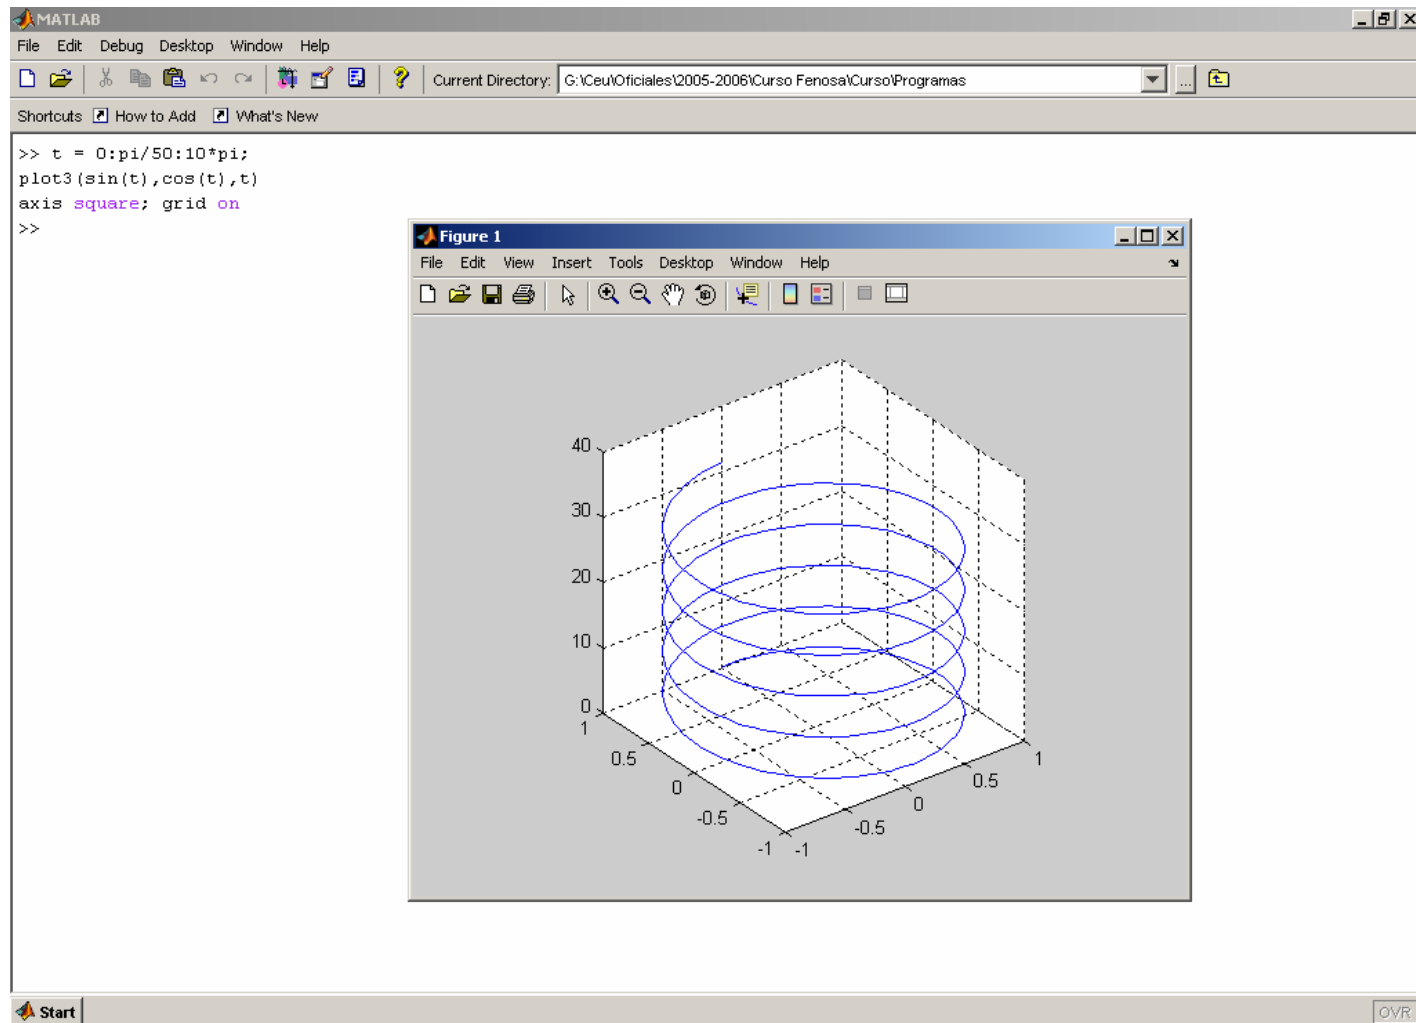 MATLAB
File Edit Debug Desktop Window Help
Current Directory: G:\Ceu\Oficiales\2005-2006\Curso Fenosa\Curso\Programas
...
Shortcuts How to Add What's New
>> t = 0:pi/50:10*pi;
plot3(sin(t),cos(t),t)
axis square; grid on
>>
Figure 1
File Edit View Insert Tools Desktop Window Help
40
30
20
10
0
1
0.5
0
-0.5
-1
-1
-0.5
0
0.5
1
Start
OVR